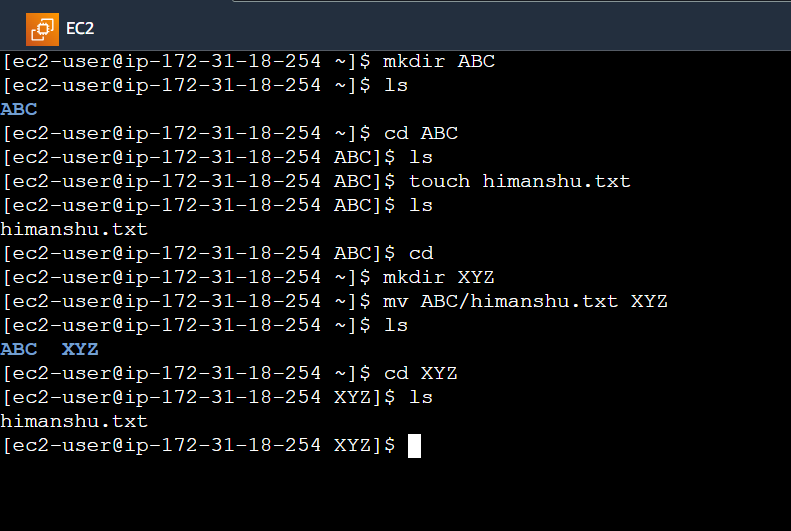 EC2
[ec2-user@ip-172-31-18-254 ~]$ mkdir ABC
[ec2-user@ip-172-31-18-254 ~]$ ls
ABC
[ec2-user@ip-172-31-18-254 ~]$ cd ABC
[ec2-user@ip-172-31-18-254 ABC]$ ls
[ec2-user@ip-172-31-18-254 ABC]$ touch himanshu.txt
[ec2-user@ip-172-31-18-254 ABC]$ ls
himanshu.txt
[ec2-user@ip-172-31-18-254 ABC]$ cd
[ec2-user@ip-172-31-18-254 ~]$ mkdir XYZ
[ec2-user@ip-172-31-18-254 ~]$ mv ABC/himanshu.txt XYZ
[ec2-user@ip-172-31-18-254 ~]$ ls
ABC  XYZ
[ec2-user@ip-172-31-18-254 ~]$ cd XYZ
[ec2-user@ip-172-31-18-254 XYZ]$ ls
himanshu.txt
[ec2-user@ip-172-31-18-254 XYZ]$